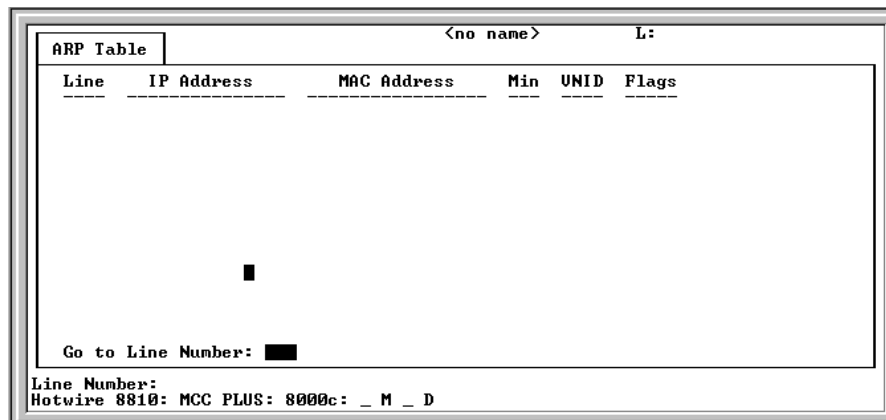 <no name> L:
ARP Table
Line IP Address MAC Address Min VNID Flags
Go to Line Number:
Line Number:
Hotwire 8810: MCC PLUS: 8000c: _ M _ D